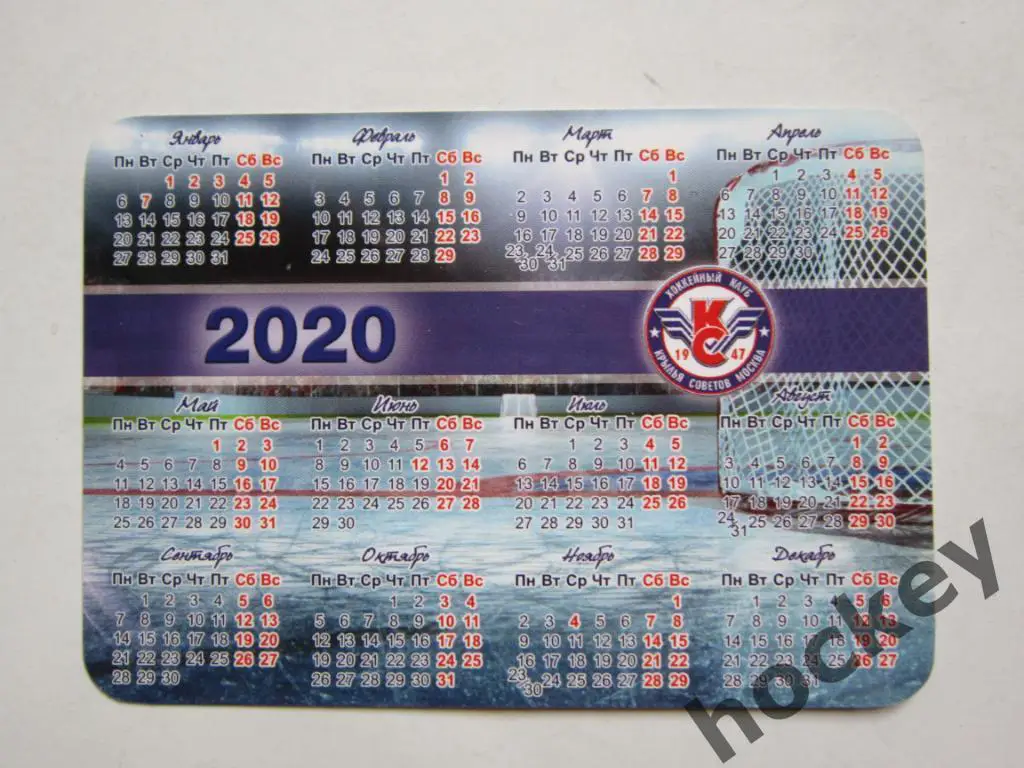 Январь Февраль Март Апрель
Пн Вт Ср Чт Пт Сб Вс Пн Вт Ср Чт Пт Сб Вс Пн Вт Ср Чт Пт Сб Вс Пн Вт Ср Чт Пт Сб Вс
1 2 3 4 5 1 2 1 1 2 3 4 5
6 7 8 9 10 11 12 3 4 5 6 7 8 9 2 3 4 5 6 7 8 6 7 8 9 10 11 12
13 14 15 16 17 18 19 10 11 12 13 14 15 16 9 10 11 12 13 14 15 13 14 15 16 17 18 19
20 21 22 23 24 25 26 17 18 19 20 21 22 23 16 17 18 19 20 21 22 20 21 22 23 24 25 26
27 28 29 30 31 24 25 26 27 28 29 23/30 24/31 25 26 27 28 29 27 28 29 30
2020
ХОККЕЙНЫЙ КЛУБ
КС
19 47
КРЫЛЬЯ СОВЕТОВ МОСКВА
Май Июнь Июль Август
Пн Вт Ср Чт Пт Сб Вс Пн Вт Ср Чт Пт Сб Вс Пн Вт Ср Чт Пт Сб Вс Пн Вт Ср Чт Пт Сб Вс
1 2 3 1 2 3 4 5 6 7 1 2 3 4 5 1 2
4 5 6 7 8 9 10 8 9 10 11 12 13 14 6 7 8 9 10 11 12 3 4 5 6 7 8 9
11 12 13 14 15 16 17 15 16 17 18 19 20 21 13 14 15 16 17 18 19 10 11 12 13 14 15 16
18 19 20 21 22 23 24 22 23 24 25 26 27 28 20 21 22 23 24 25 26 17 18 19 20 21 22 23
25 26 27 28 29 30 31 29 30 27 28 29 30 31 24/31 25 26 27 28 29 30
Сентябрь Октябрь Ноябрь Декабрь
Пн Вт Ср Чт Пт Сб Вс Пн Вт Ср Чт Пт Сб Вс Пн Вт Ср Чт Пт Сб Вс Пн Вт Ср Чт Пт Сб Вс
1 2 3 4 5 6 1 2 3 4 1 1 2 3 4 5 6
7 8 9 10 11 12 13 5 6 7 8 9 10 11 2 3 4 5 6 7 8 7 8 9 10 11 12 13
14 15 16 17 18 19 20 12 13 14 15 16 17 18 9 10 11 12 13 14 15 14 15 16 17 18 19 20
21 22 23 24 25 26 27 19 20 21 22 23 24 25 16 17 18 19 20 21 22 21 22 23 24 25 26 27
28 29 30 26 27 28 29 30 31 23/30 24 25 26 27 28 29 28 29 30 31
hockey